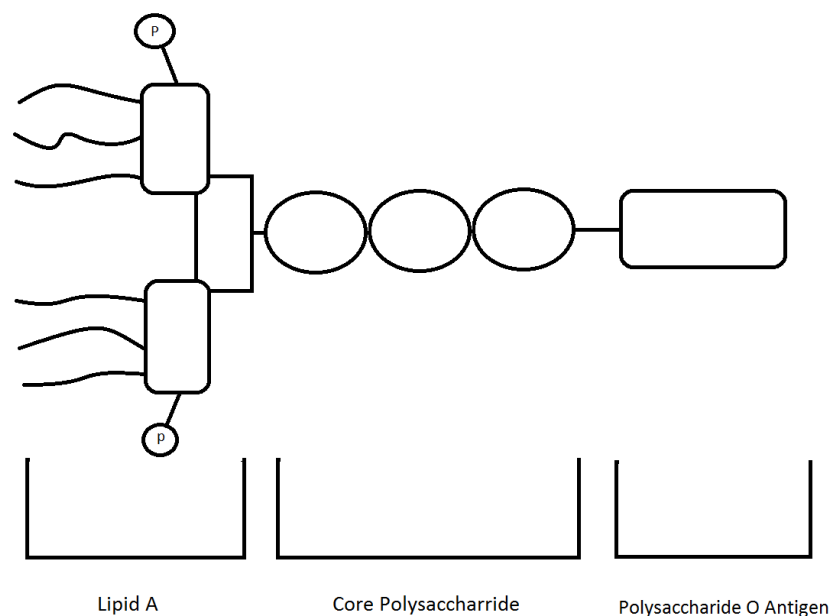 P
p
Lipid A
Core Polysaccharride
Polysaccharide O Antigen